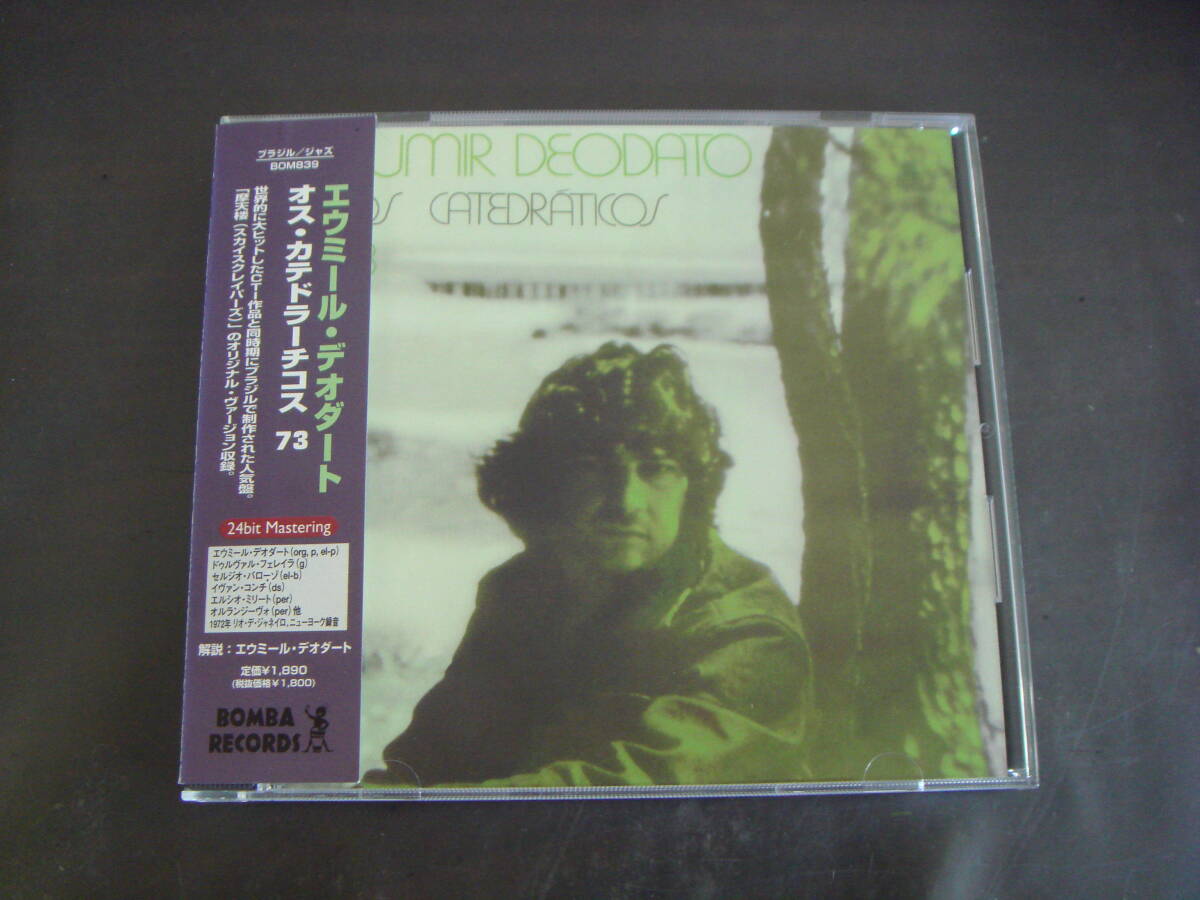 ブラジル／ジャズ
BOM839
エウミール・デオダート
オス・カテドラーチコス 73
世界的に大ヒットしたCTI作品と同時期にブラジルで制作された人気盤。
「摩天楼（スカイスクレイパーズ）」のオリジナル・ヴァージョン収録。
24bit Mastering
エウミール・デオダート(org, p, el-p)
ドゥルヴァル・フェレイラ(g)
セルジオ・バローゾ(el-b)
イヴァン・コンチ(ds)
エルシオ・ミリート(per)
オルランジーヴォ(per)他
1972年 リオ・デ・ジャネイロ、ニューヨーク録音
解説：エウミール・デオダート
定価¥1,890
(税抜価格¥1,800)
BOMBA
RECORDS
UMIR DEODATO
OS CATEDRÁTICOS
3